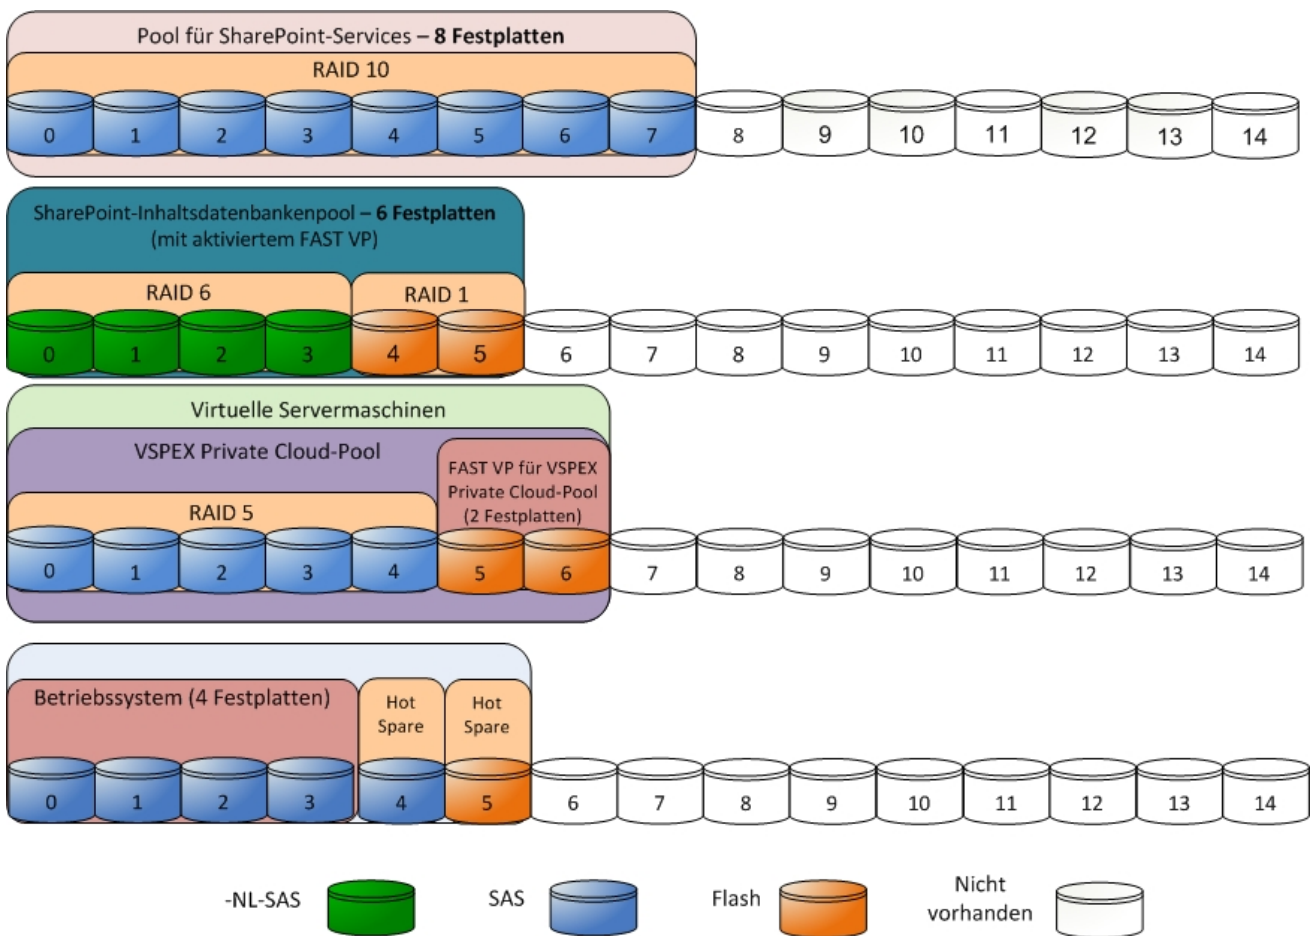 Pool für SharePoint-Services – 8 Festplatten
RAID 10
0 1 2 3 4 5 6 7 8 9 10 11 12 13 14
SharePoint-Inhaltsdatenbankenpool – 6 Festplatten
(mit aktiviertem FAST VP)
RAID 6 RAID 1
0 1 2 3 4 5 6 7 8 9 10 11 12 13 14
Virtuelle Servermaschinen
VSPEX Private Cloud-Pool
FAST VP für VSPEX
Private Cloud-Pool
(2 Festplatten)
RAID 5
0 1 2 3 4 5 6 7 8 9 10 11 12 13 14
Betriebssystem (4 Festplatten)
Hot
Spare
Hot
Spare
0 1 2 3 4 5 6 7 8 9 10 11 12 13 14
-NL-SAS
SAS
Flash
Nicht
vorhanden